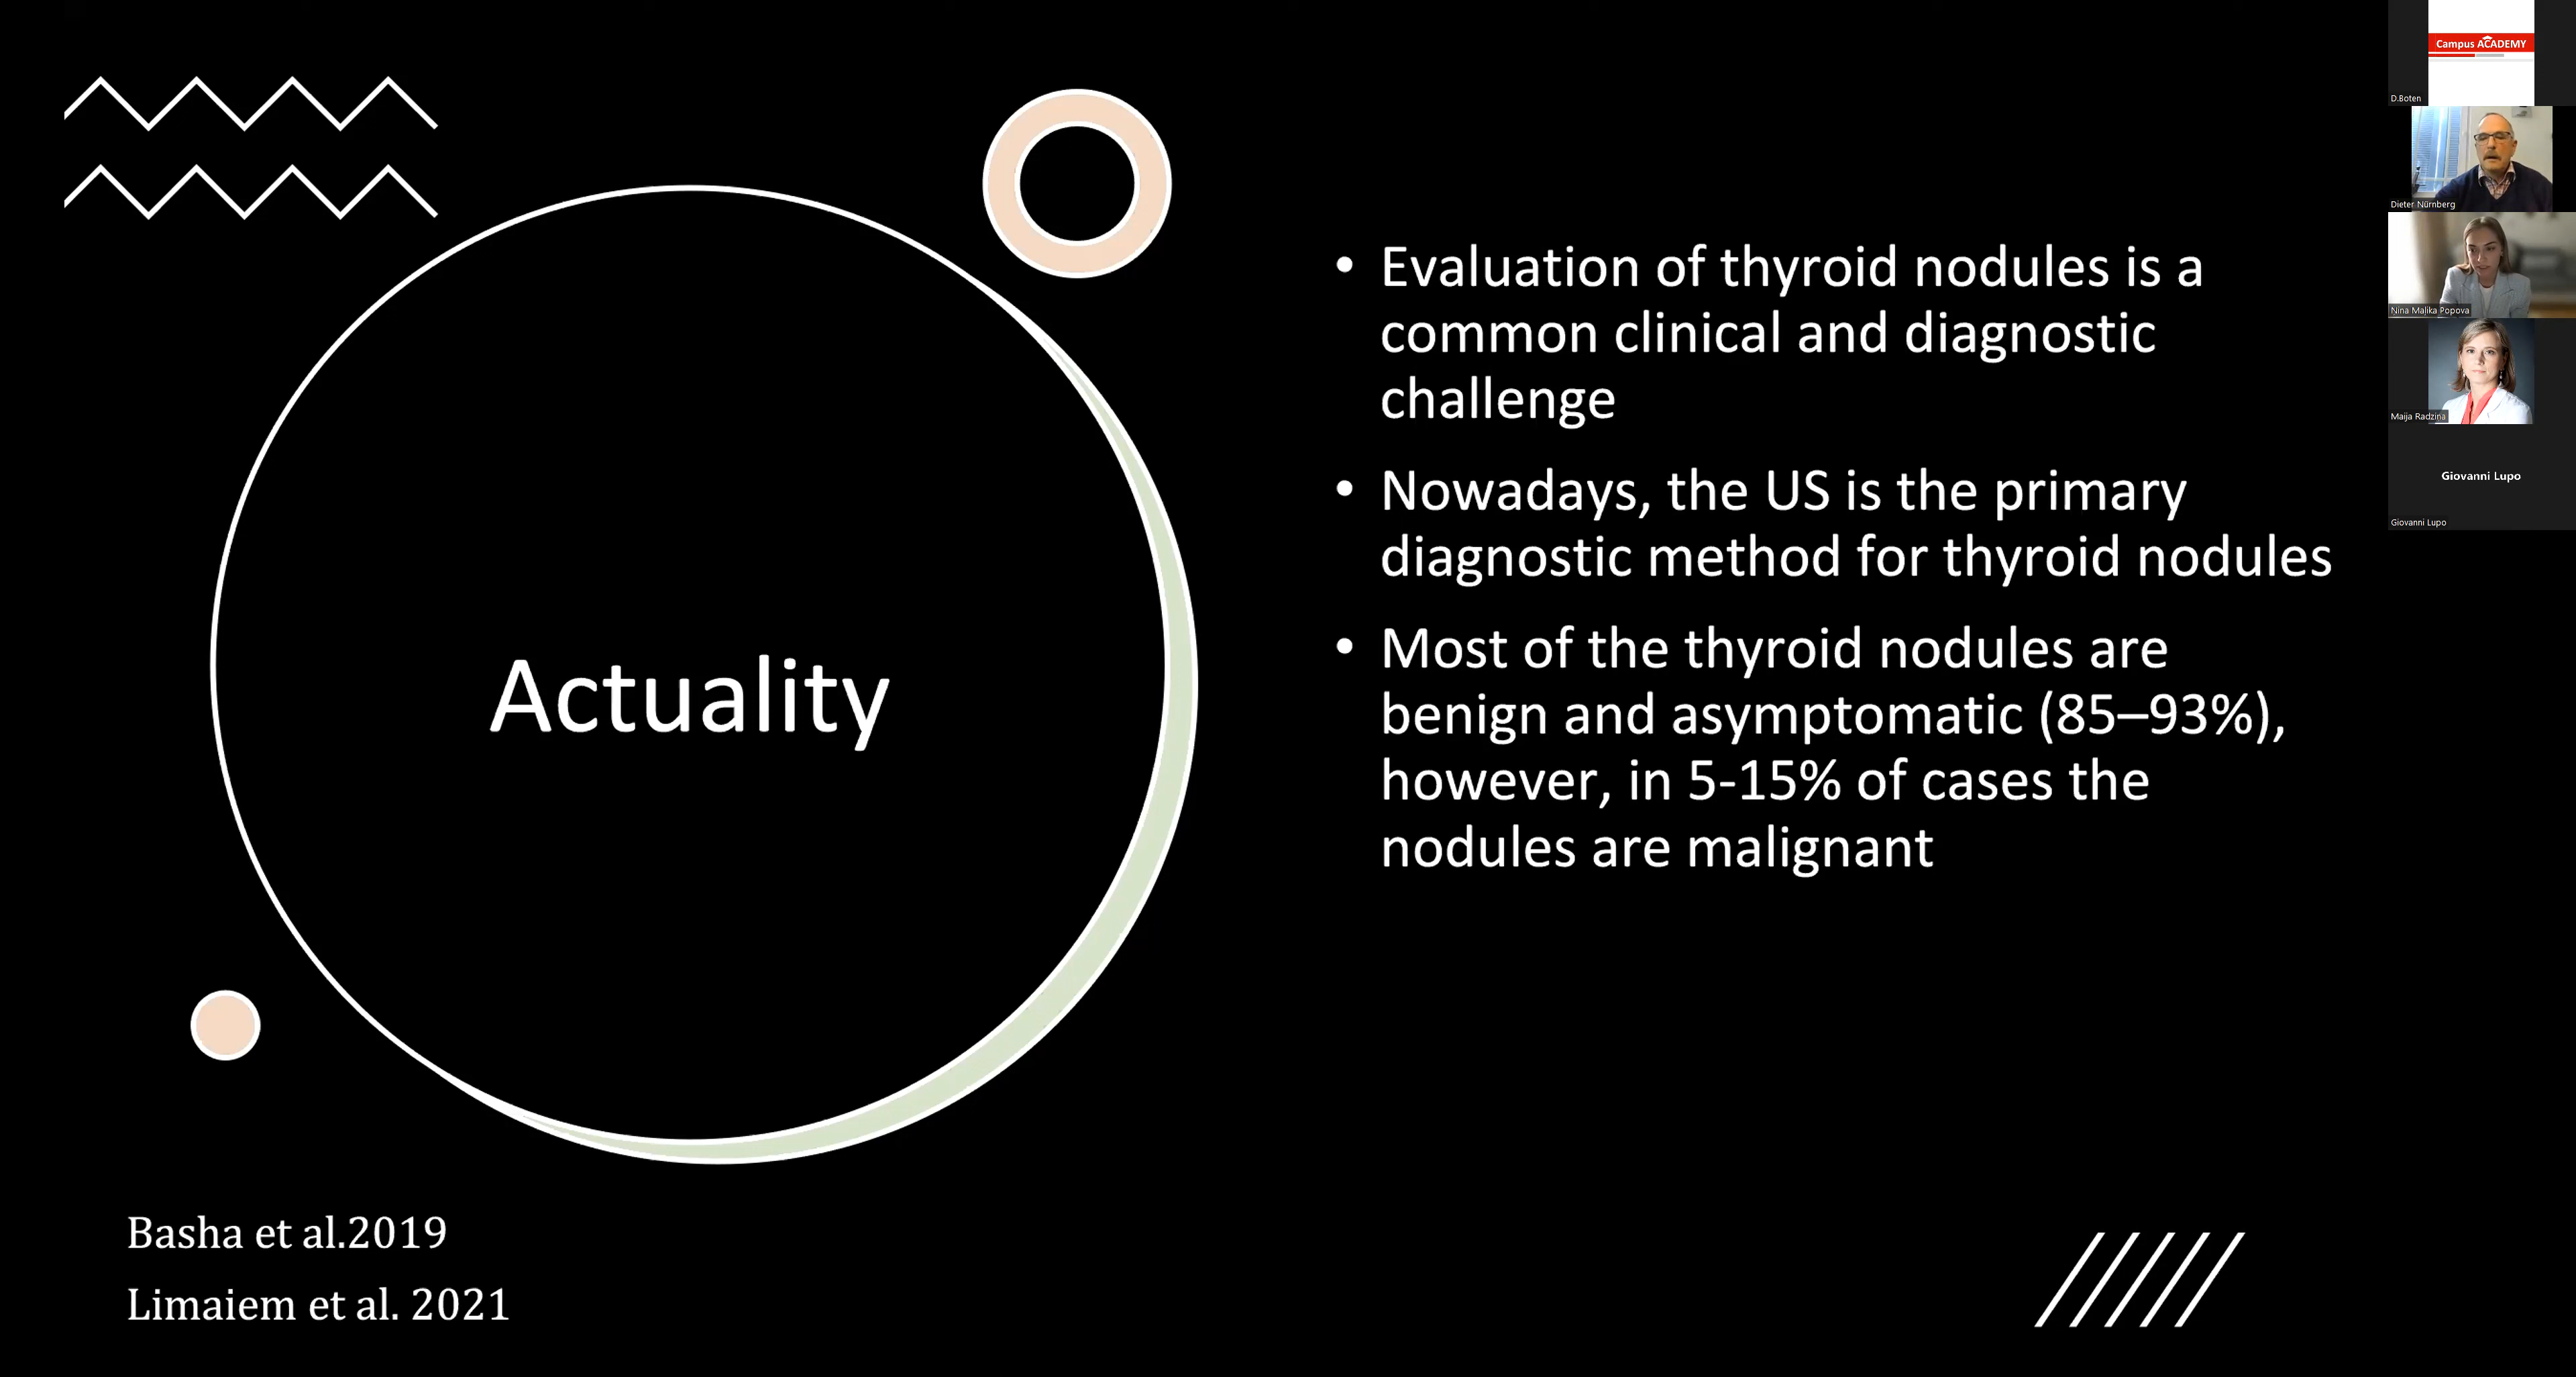 Actuality
• Evaluation of thyroid nodules is a
common clinical and diagnostic
challenge
• Nowadays, the US is the primary
diagnostic method for thyroid nodules
• Most of the thyroid nodules are
benign and asymptomatic (85–93%),
however, in 5-15% of cases the
nodules are malignant
Basha et al.2019
Limaiem et al. 2021
Campus ACADEMY
D.Boten
Dieter Nürnberg
Nina Maļika Popova
Maija Radziņa
Giovanni Lupo
Giovanni Lupo